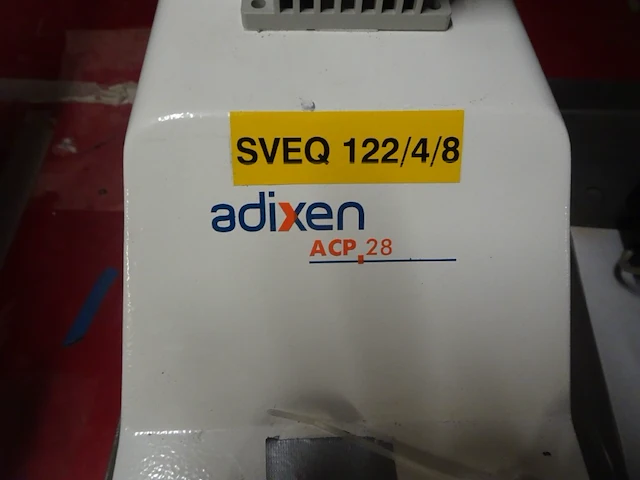 SVEQ 122/4/8
adixen
ACP.28